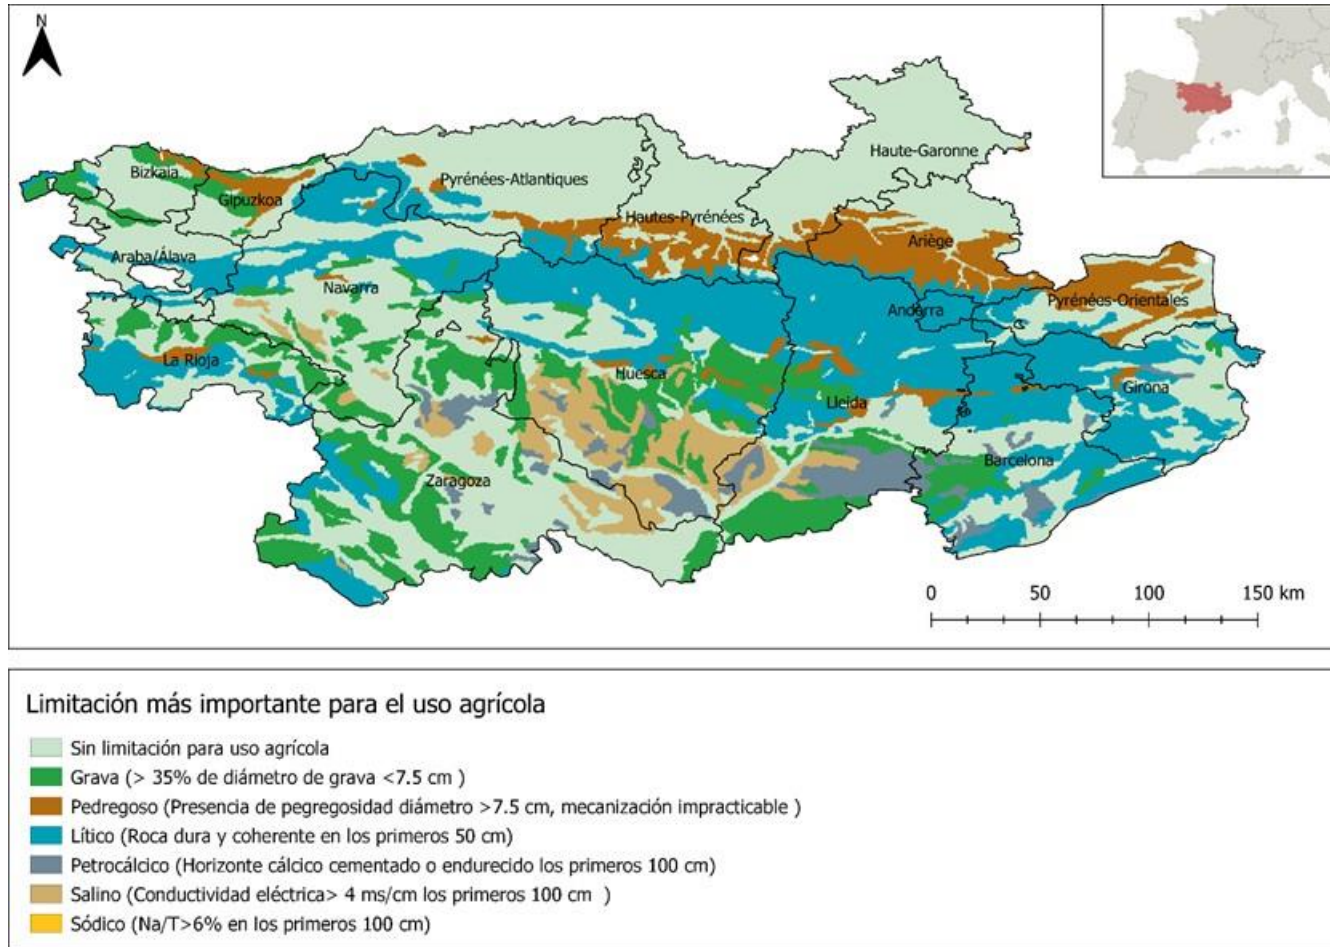 N
Haute-Garonne
Bizkaia
Pyrénées-Atlantiques
Gipuzkoa
Hautes-Pyrénées
Ariège
Araba/Álava
Navarra
Pyrénées-Orientales
Andorra
La Rioja
Huesca
Girona
Lleida
Barcelona
Zaragoza
0 50 100 150 km
Limitación más importante para el uso agrícola
Sin limitación para uso agrícola
Grava (> 35% de diámetro de grava <7.5 cm )
Pedregoso (Presencia de pegregosidad diámetro >7.5 cm, mecanización impracticable )
Lítico (Roca dura y coherente en los primeros 50 cm)
Petrocálcico (Horizonte cálcico cementado o endurecido los primeros 100 cm)
Salino (Conductividad eléctrica> 4 ms/cm los primeros 100 cm )
Sódico (Na/T>6% en los primeros 100 cm)